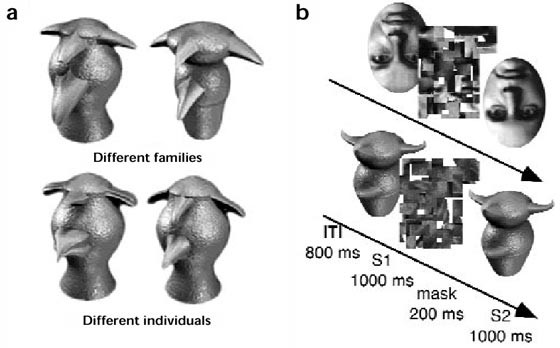 a
Different families
Different individuals
b
ITI
800 ms
S1
1000 ms
mask
200 ms
S2
1000 ms